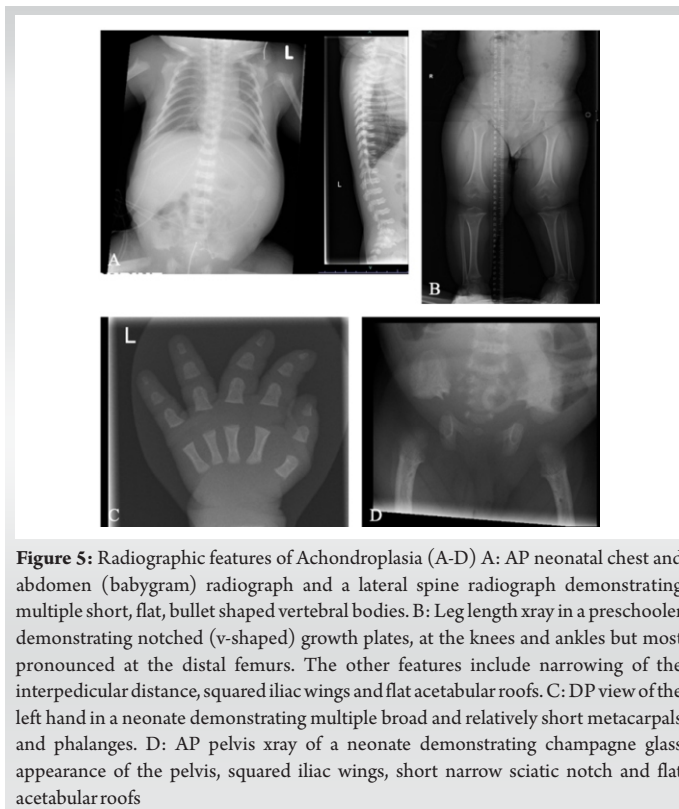 L
L
A
B
L
C
D
Figure 5: Radiographic features of Achondroplasia (A-D) A: AP neonatal chest and
abdomen (babygram) radiograph and a lateral spine radiograph demonstrating
multiple short, flat, bullet shaped vertebral bodies. B: Leg length xray in a preschooler
demonstrating notched (v-shaped) growth plates, at the knees and ankles but most
pronounced at the distal femurs. The other features include narrowing of the
interpedicular distance, squared iliac wings and flat acetabular roofs. C: DP view of the
left hand in a neonate demonstrating multiple broad and relatively short metacarpals
and phalanges. D: AP pelvis xray of a neonate demonstrating champagne glass
appearance of the pelvis, squared iliac wings, short narrow sciatic notch and flat
acetabular roofs